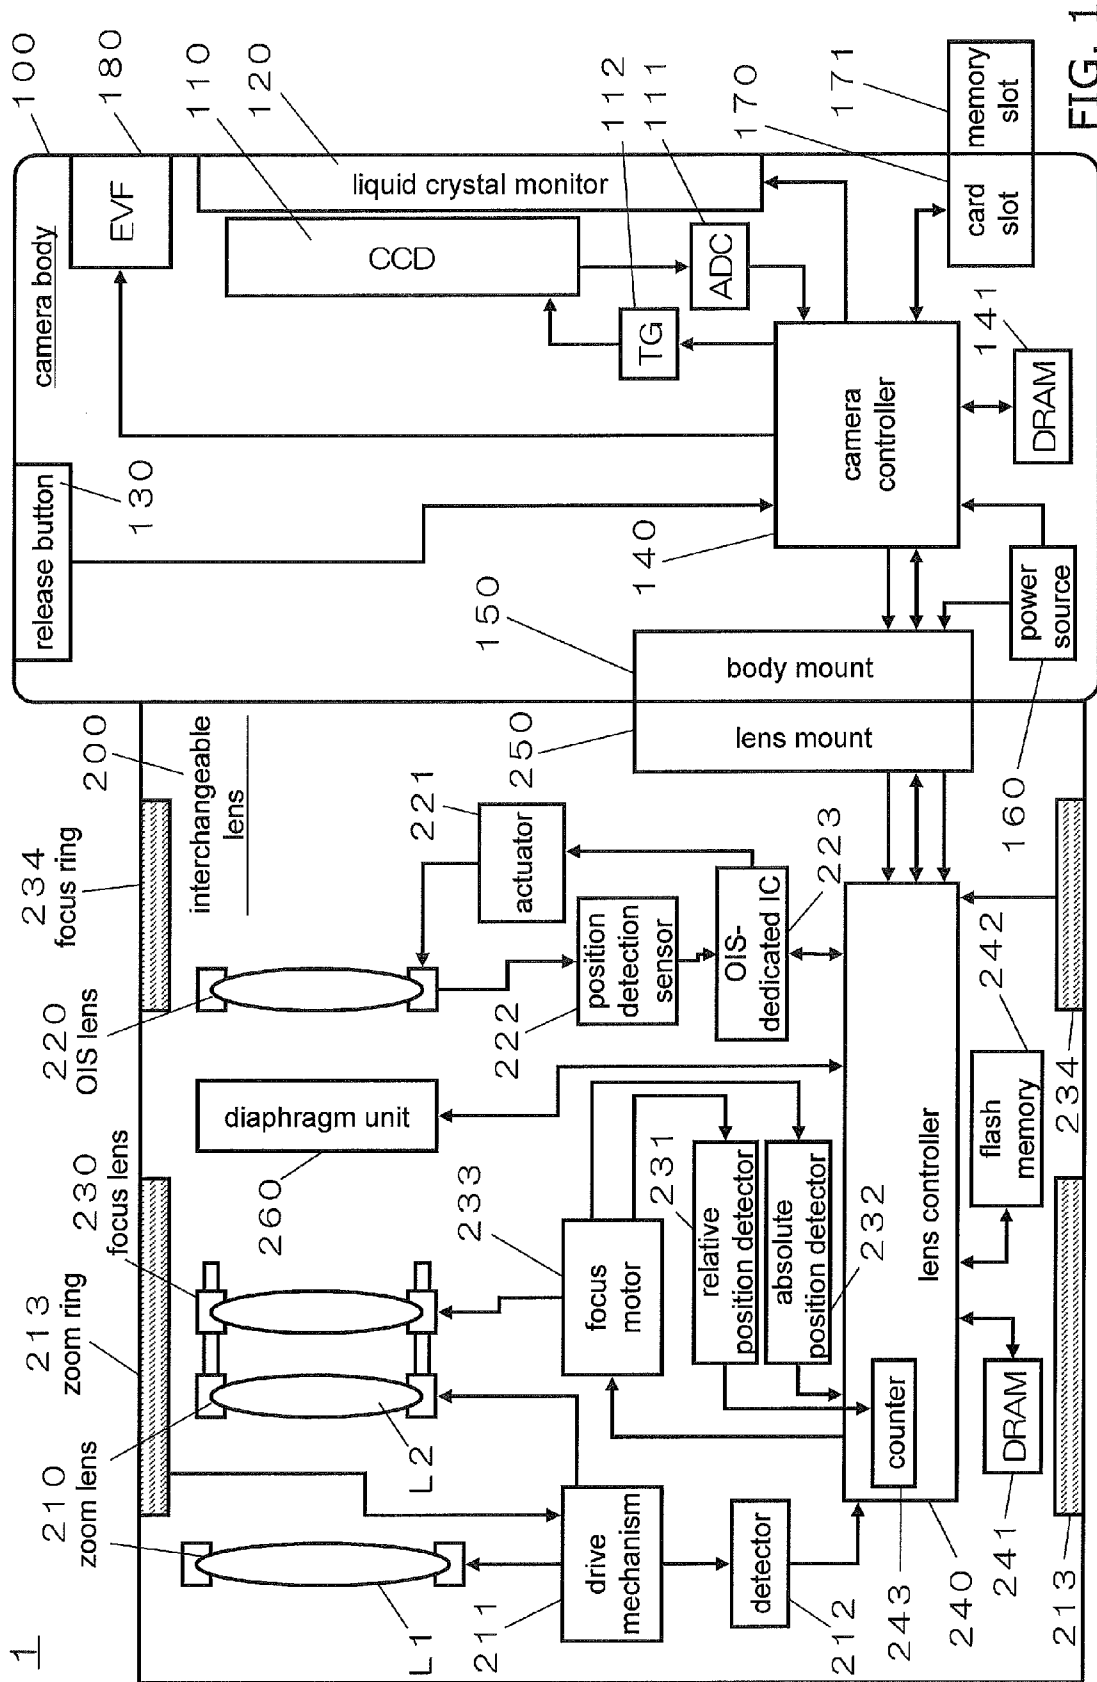 1
210
zoom lens
213
zoom ring
230
focus lens
220
OIS lens
234
focus ring
200
interchangeable
lens
L1
L2
260
diaphragm unit
221
actuator
211
drive
mechanism
233
focus
motor
222
position
detection
sensor
212
detector
231
relative
position detector
absolute
position detector
232
OIS-
dedicated IC
223
250
lens mount
243
counter
240
lens controller
241
DRAM
flash
memory
242
213
234
release button
130
camera body
EVF
100
180
110
120
CCD
liquid crystal monitor
TG
112
ADC
111
150
body mount
140
camera
controller
160
power
source
DRAM
141
card
slot
170
memory
slot
171
FIG. 1